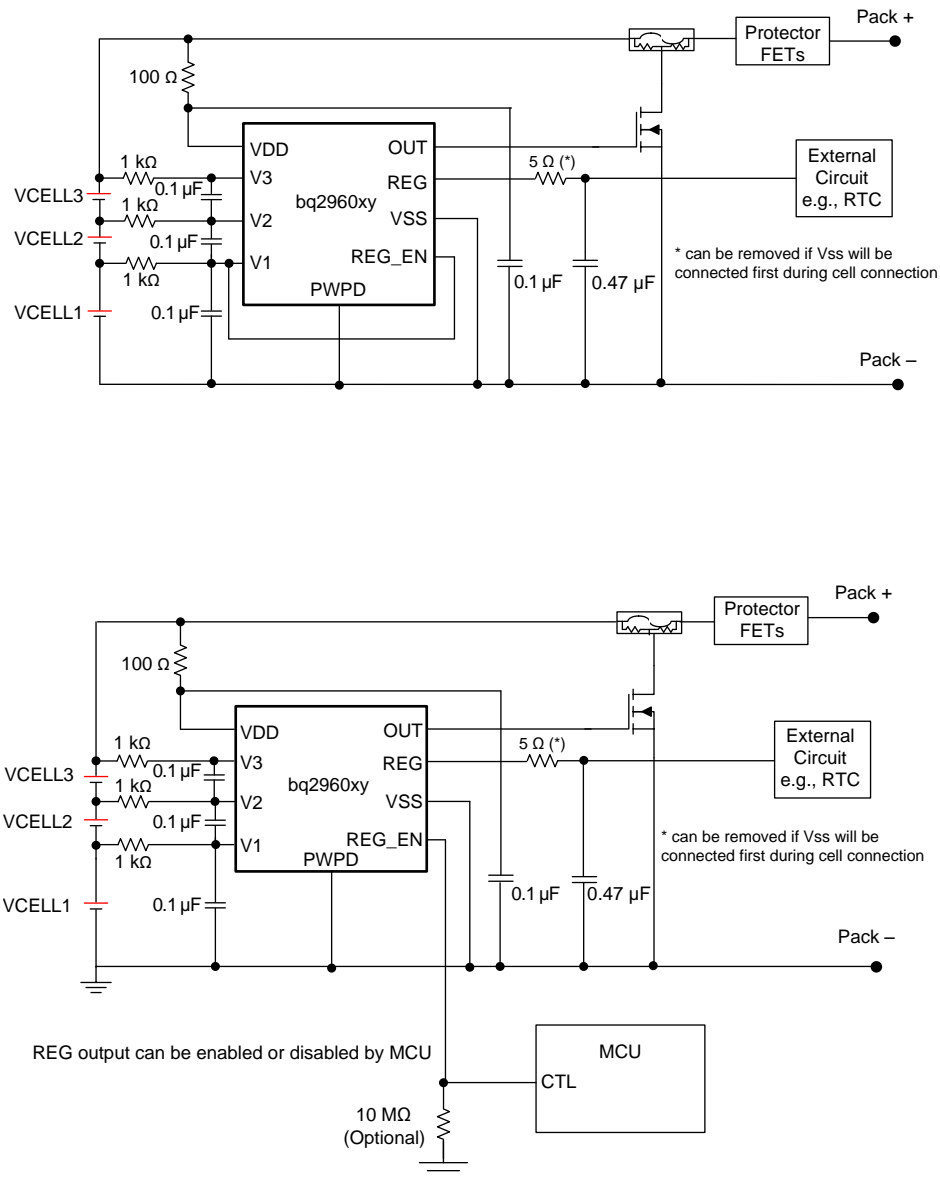 Pack +
Protector
FETs
100 Ω
VDD
OUT
1 kΩ
V3
REG
5 Ω (*)
External
Circuit
e.g., RTC
0.1 µF
VCELL3
1 kΩ
bq2960xy
V2
VSS
VCELL2
0.1 µF
V1
REG_EN
* can be removed if Vss will be
connected first during cell connection
1 kΩ
0.1 µF
0.47 µF
PWPD
VCELL1
0.1 µF
Pack –
Pack +
Protector
FETs
100 Ω
VDD
OUT
1 kΩ
V3
REG
5 Ω (*)
External
Circuit
e.g., RTC
0.1 µF
VCELL3
1 kΩ
bq2960xy
V2
VSS
VCELL2
0.1 µF
V1
REG_EN
* can be removed if Vss will be
connected first during cell connection
1 kΩ
PWPD
0.1 µF
0.47 µF
VCELL1
0.1 µF
Pack –
REG output can be enabled or disabled by MCU
MCU
CTL
10 MΩ
(Optional)